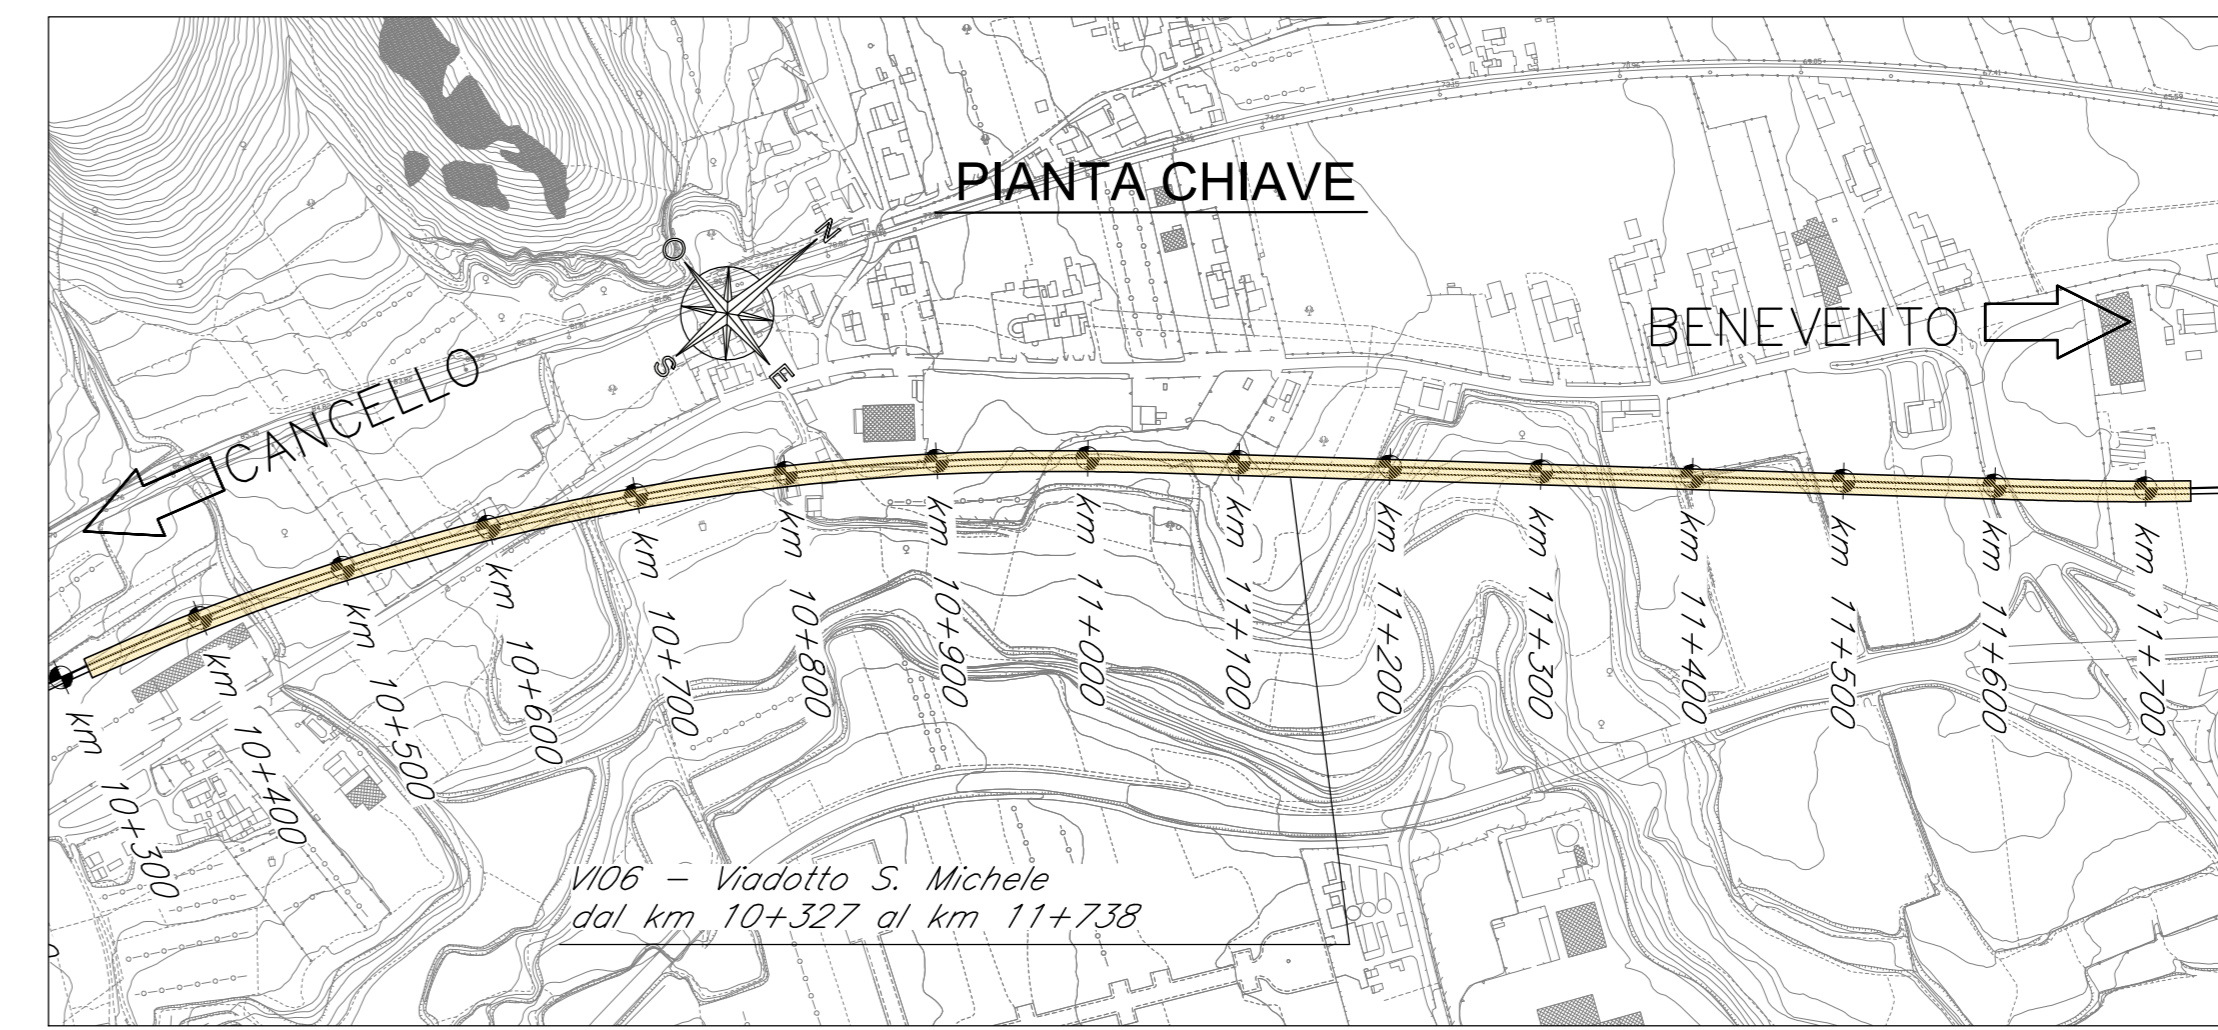 PIANTA CHIAVE
N
O
S
E
CANCELLO
BENEVENTO
km 10+300
km 10+400
km 10+500
km 10+600
km 10+700
km 10+800
km 10+900
km 11+000
km 11+100
km 11+200
km 11+300
km 11+400
km 11+500
km 11+600
km 11+700
VI06 - Viadotto S. Michele
dal km 10+327 al km 11+738